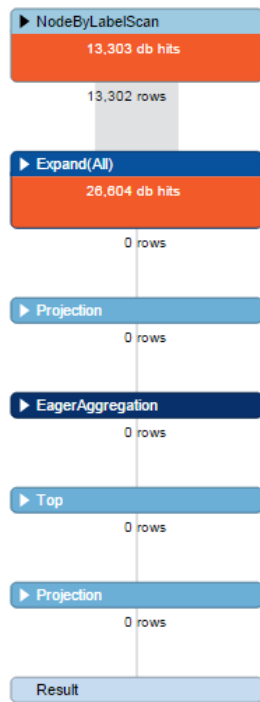 NodeByLabelScan
13,303 db hits
13,302 rows
Expand(All)
26,604 db hits
0 rows
Projection
0 rows
EagerAggregation
0 rows
Top
0 rows
Projection
0 rows
Result